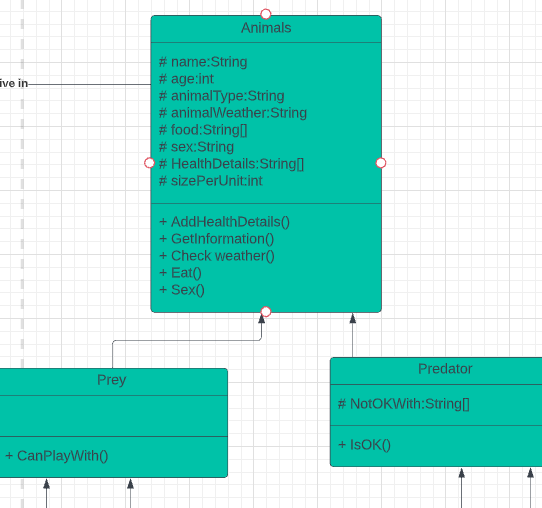 Animals
ive in
# name:String
# age:int
# animalType:String
# animalWeather:String
# food:String[]
# sex:String
# HealthDetails:String[]
# sizePerUnit:int
+ AddHealthDetails()
+ GetInformation()
+ Check weather()
+ Eat()
+ Sex()
Prey
+ CanPlayWith()
Predator
# NotOKWith:String[]
+ IsOK()